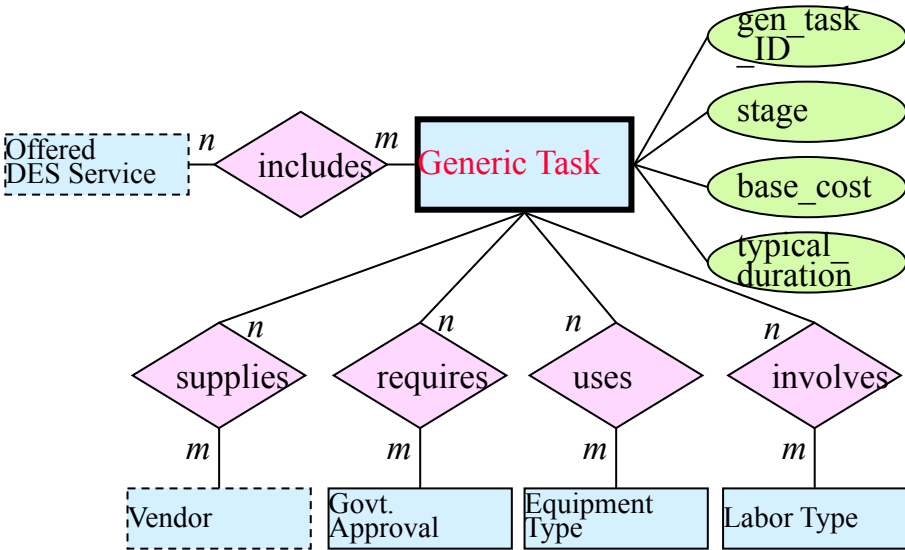 gen_task
_ID
stage
base_cost
typical_
duration
Offered
DES Service
n
includes
m
Generic Task
n
n
n
n
supplies
requires
uses
involves
m
m
m
m
Vendor
Govt.
Approval
Equipment
Type
Labor Type